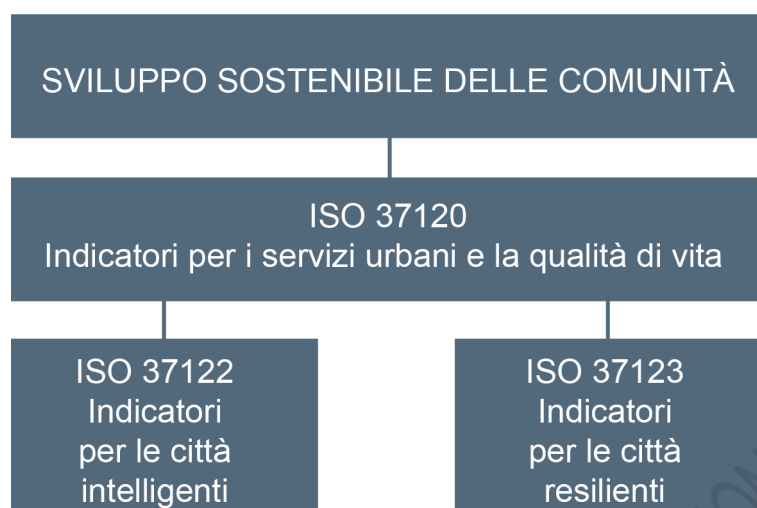 SVILUPPO SOSTENIBILE DELLE COMUNITÀ
ISO 37120
Indicatori per i servizi urbani e la qualità di vita
ISO 37122
Indicatori
per le città
intelligenti
ISO 37123
Indicatori
per le città
resilienti